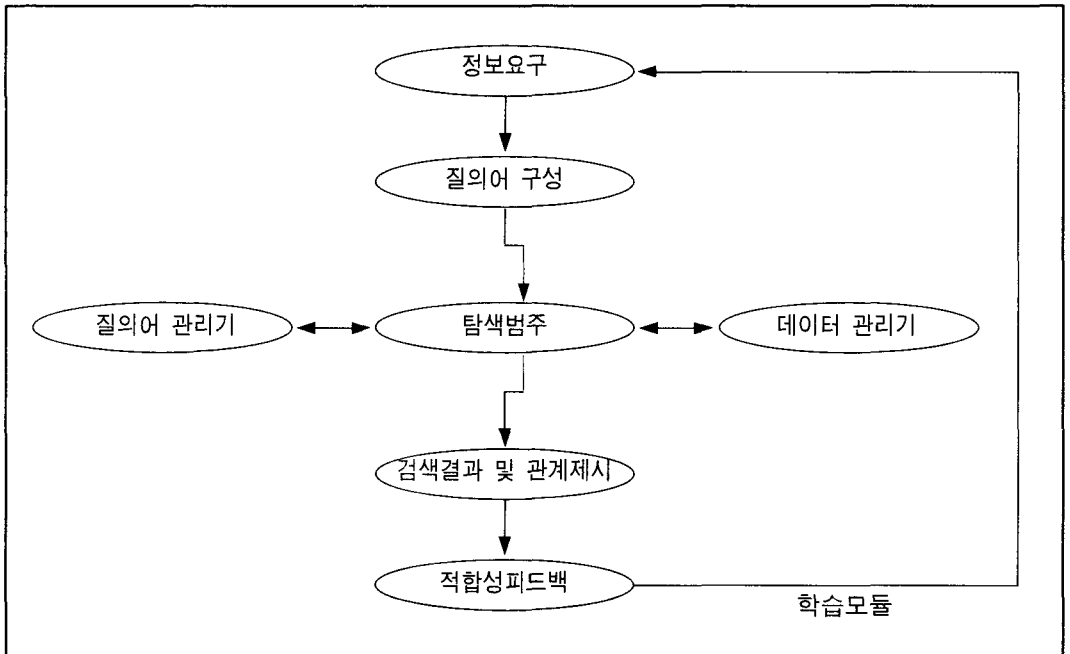 정보요구
질의어 구성
질의어 관리기
탐색범주
데이터 관리기
검색결과 및 관계제시
적합성피드백
학습모듈